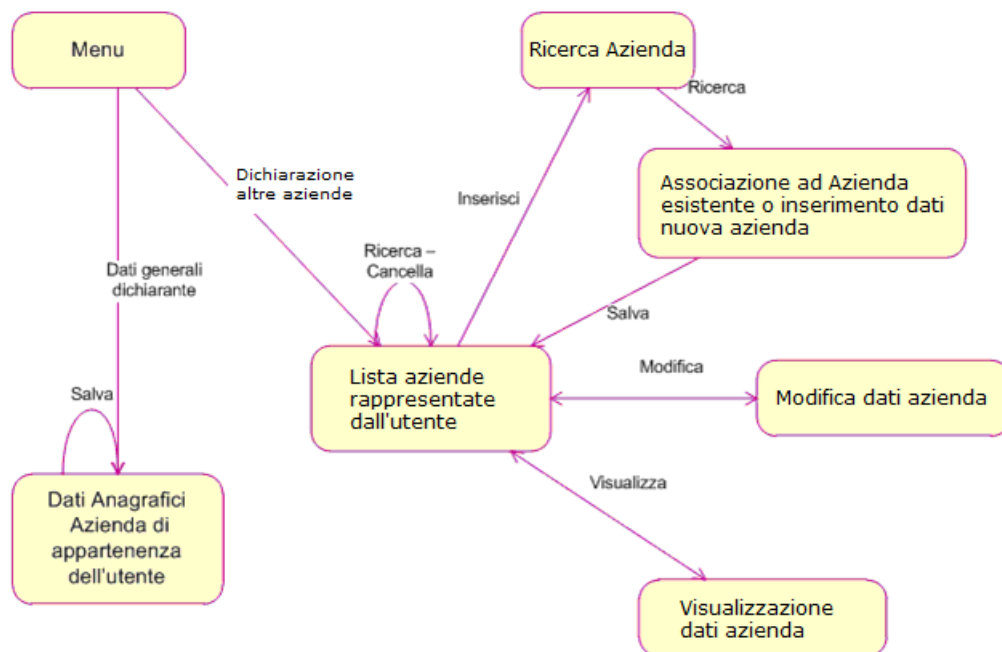 Menu
Ricerca Azienda
Ricerca
Dichiarazione
altre aziende
Inserisci
Associazione ad Azienda
esistente o inserimento dati
nuova azienda
Ricerca –
Cancella
Dati generali
dichiarante
Salva
Lista aziende
rappresentate
dall'utente
Modifica
Modifica dati azienda
Salva
Dati Anagrafici
Azienda di
appartenenza
dell'utente
Visualizza
Visualizzazione
dati azienda